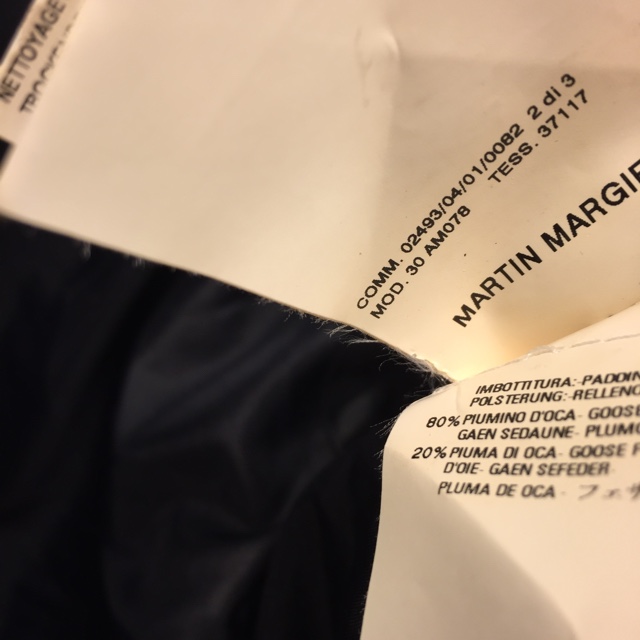 NETTOYAGE
COMM. 02493/04/01/0082 2 di 3
MOD. 30 AM078 TESS. 37117
MARTIN MARGIE
IMBOTTITURA:-PADDIN
POLSTERUNG:-RELLENO
80% PIUMINO D'OCA- GOOSE
GAEN SEDAUNE- PLUMO
20% PIUMA DI OCA- GOOSE F
D'OIE- GAEN SEFEDER-
PLUMA DE OCA - フェザ